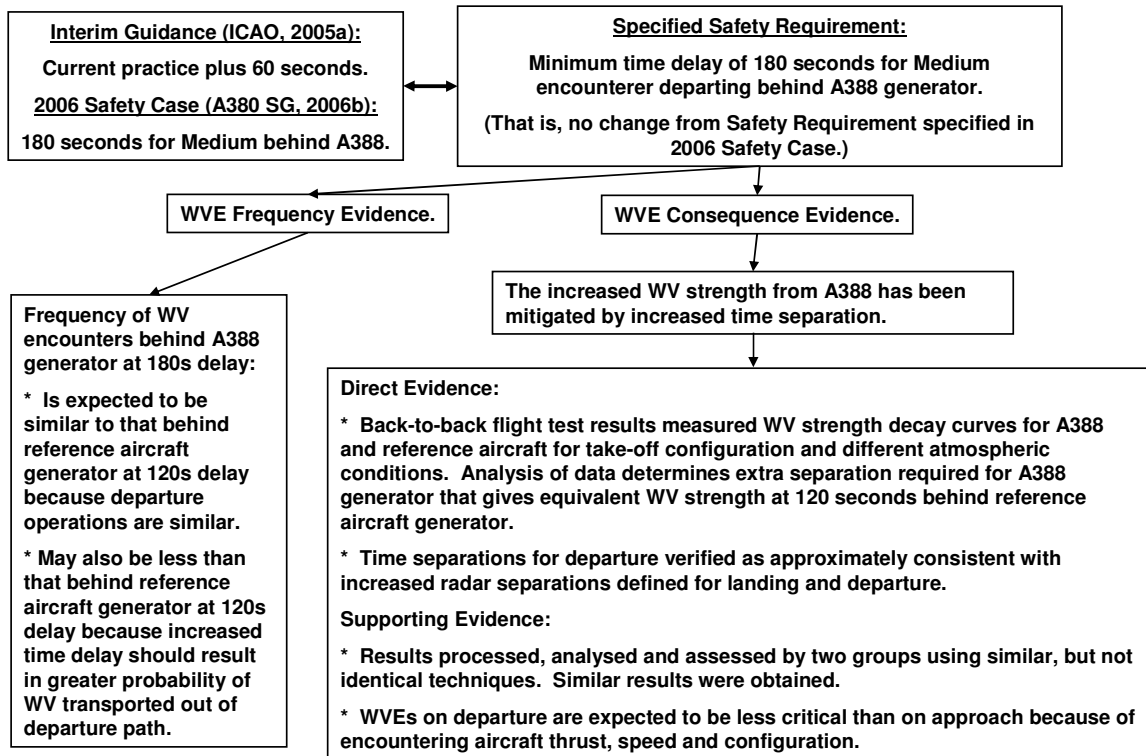 Interim Guidance (ICAO, 2005a):
Current practice plus 60 seconds.
2006 Safety Case (A380 SG, 2006b):
180 seconds for Medium behind A388.
Specified Safety Requirement:
Minimum time delay of 180 seconds for Medium
encounterer departing behind A388 generator.
(That is, no change from Safety Requirement specified in
2006 Safety Case.)
WVE Frequency Evidence.
WVE Consequence Evidence.
Frequency of WV
encounters behind A388
generator at 180s delay:
* Is expected to be
similar to that behind
reference aircraft
generator at 120s delay
because departure
operations are similar.
* May also be less than
that behind reference
aircraft generator at 120s
delay because increased
time delay should result
in greater probability of
WV transported out of
departure path.
The increased WV strength from A388 has been
mitigated by increased time separation.
Direct Evidence:
* Back-to-back flight test results measured WV strength decay curves for A388
and reference aircraft for take-off configuration and different atmospheric
conditions. Analysis of data determines extra separation required for A388
generator that gives equivalent WV strength at 120 seconds behind reference
aircraft generator.
* Time separations for departure verified as approximately consistent with
increased radar separations defined for landing and departure.
Supporting Evidence:
* Results processed, analysed and assessed by two groups using similar, but not
identical techniques. Similar results were obtained.
* WVEs on departure are expected to be less critical than on approach because of
encountering aircraft thrust, speed and configuration.